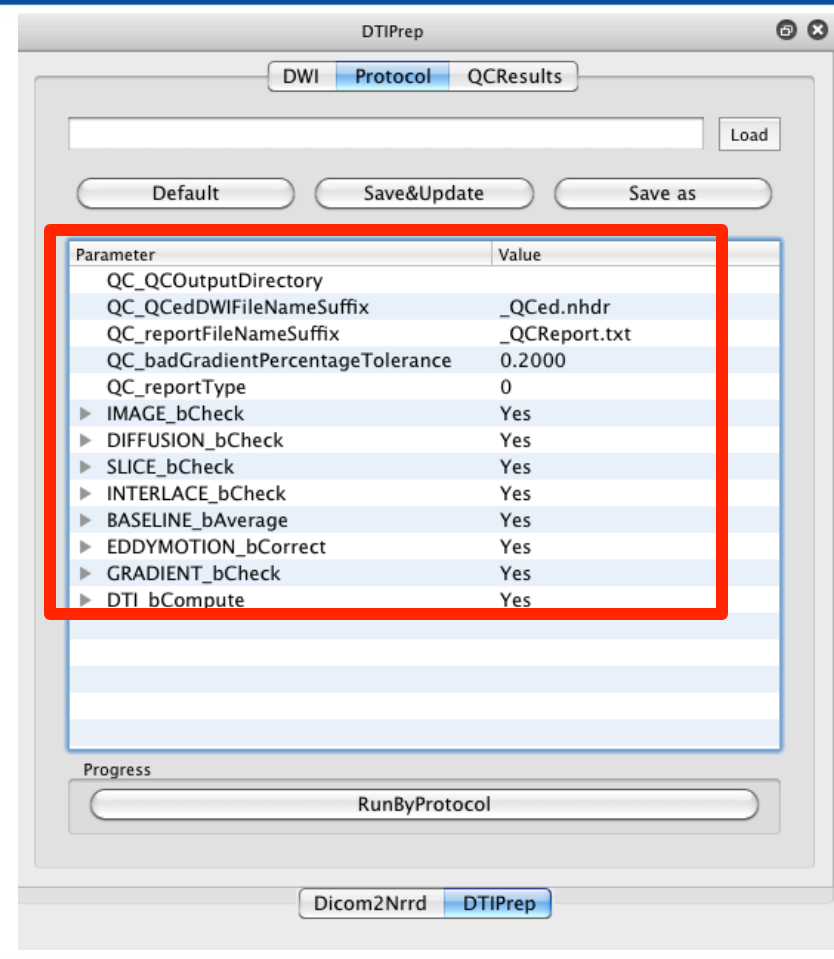 DTIPrep
DWI Protocol QCResults
Load
Default Save&Update Save as
Parameter Value
QC_QCOutputDirectory
QC_QCedDWIFileNameSuffix _QCed.nhdr
QC_reportFileNameSuffix _QCReport.txt
QC_badGradientPercentageTolerance 0.2000
QC_reportType 0
IMAGE_bCheck Yes
DIFFUSION_bCheck Yes
SLICE_bCheck Yes
INTERLACE_bCheck Yes
BASELINE_bAverage Yes
EDDYMOTION_bCorrect Yes
GRADIENT_bCheck Yes
DTI_bCompute Yes
Progress
RunByProtocol
Dicom2Nrrd DTIPrep